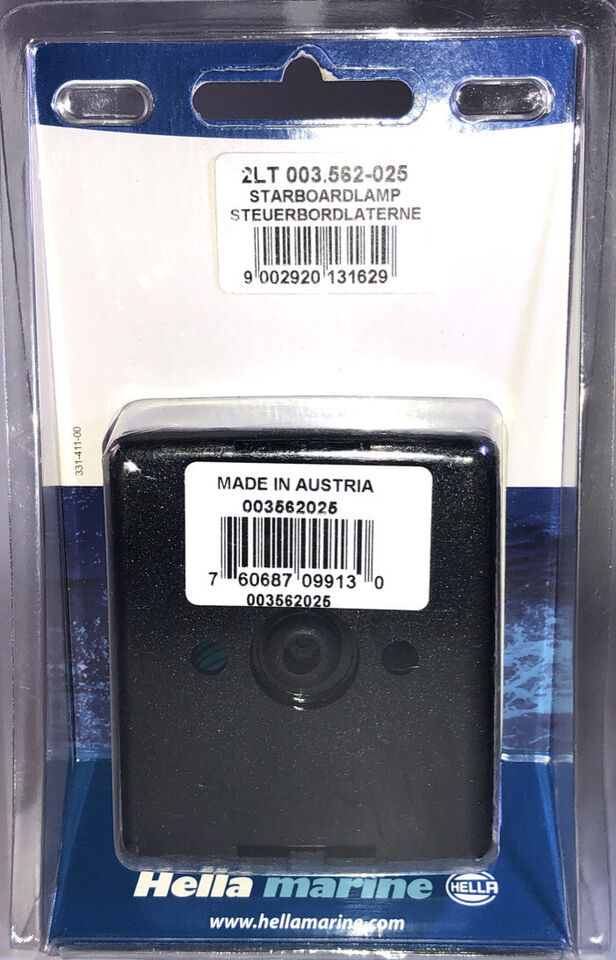 2LT 003.562-025
STARBOARDLAMP
STEUERBORDLATERNE
9 002920 131629
331-411-00
MADE IN AUSTRIA
003562025
7 60687 09913 0
003562025
Hella marine HELLA
www.hellamarine.com